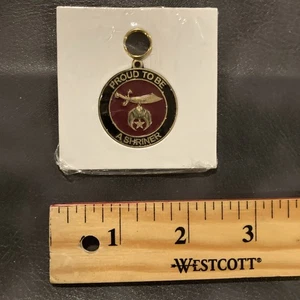 PROUD TO BE
A SHRINER
1 2 3
WESTCOTT®